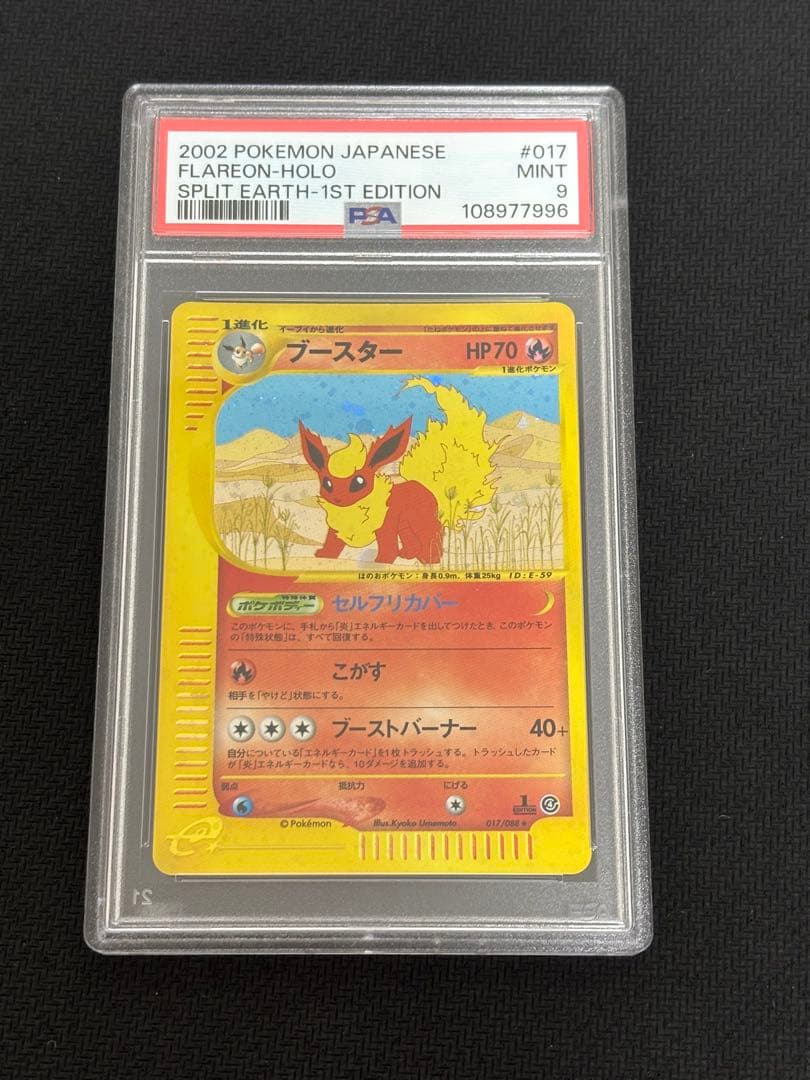 2002 POKEMON JAPANESE #017
FLAREON-HOLO MINT
SPLIT EARTH-1ST EDITION 9
PSA 108977996
1進化 イーブイから進化
ブースター HP70
1進化ポケモン
ほのおポケモン:身長0.9m, 体重25kg ID:E-59
特殊体質
ポケボディー セルフリカバー
このポケモンに、手札から「炎」エネルギーカードを出してつけたとき、このポケモン
の「特殊状態」は、すべて回復する。
こがす
相手を「やけど」状態にする。
ブーストバーナー 40+
自分についている「エネルギーカード」を1枚トラッシュする。トラッシュしたカード
が「炎」エネルギーカードなら、10ダメージを追加する。
弱点 抵抗力 にげる
1
EDITION
© Pokémon Illus.Kyoko Umemoto 017/088 ★
e
21